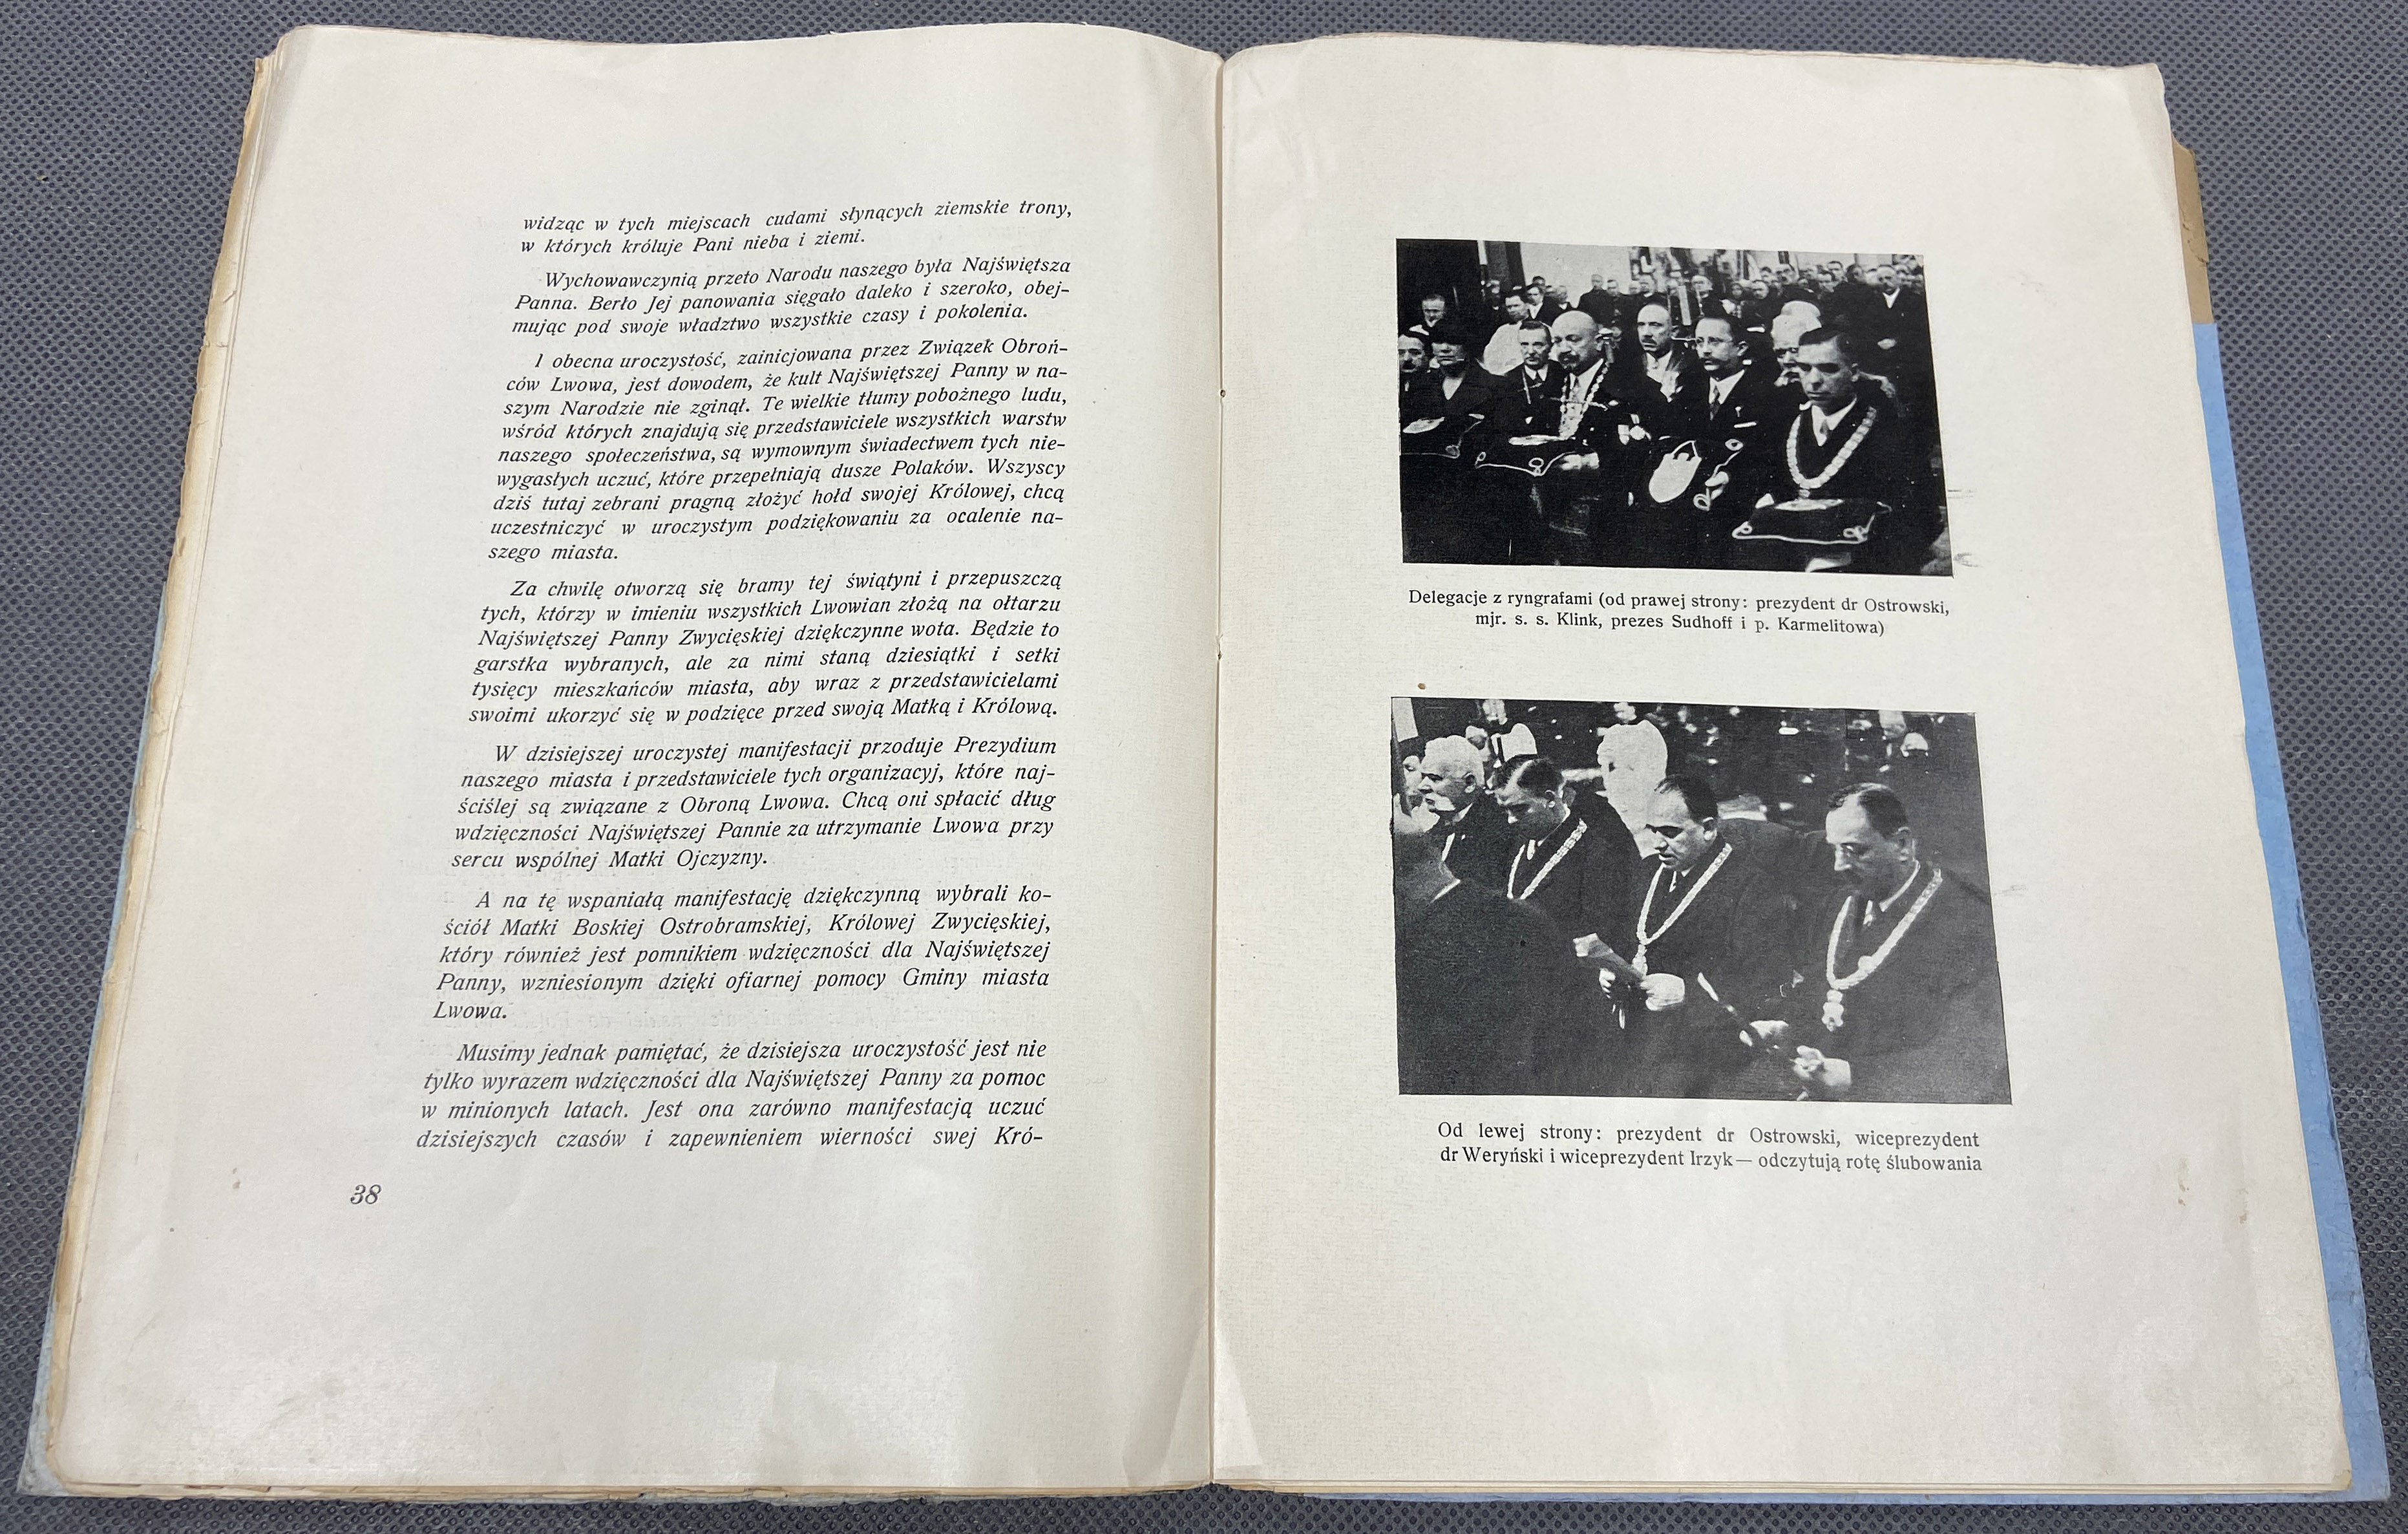 widząc w tych miejscach cudami słynących ziemskie trony,
w których króluje Pani nieba i ziemi.
Wychowawczynią przeto Narodu naszego była Najświętsza
Panna. Berło Jej panowania sięgało daleko i szeroko, obej-
mując pod swoje władztwo wszystkie czasy i pokolenia.
I obecna uroczystość, zainicjowana przez Związek Obroń-
ców Lwowa, jest dowodem, że kult Najświętszej Panny w na-
szym Narodzie nie zginął. Te wielkie tłumy pobożnego ludu,
wśród których znajdują się przedstawiciele wszystkich warstw
naszego społeczeństwa, są wymownym świadectwem tych nie-
wygasłych uczuć, które przepełniają dusze Polaków. Wszyscy
dziś tutaj zebrani pragną złożyć hołd swojej Królowej, chcą
uczestniczyć w uroczystym podziękowaniu za ocalenie na-
szego miasta.
Za chwilę otworzą się bramy tej świątyni i przepuszczą
tych, którzy w imieniu wszystkich Lwowian złożą na ołtarzu
Najświętszej Panny Zwycięskiej dziękczynne wota. Będzie to
garstka wybranych, ale za nimi staną dziesiątki i setki
tysięcy mieszkańców miasta, aby wraz z przedstawicielami
swoimi ukorzyć się w podzięce przed swoją Matką i Królową.
W dzisiejszej uroczystej manifestacji przoduje Prezydium
naszego miasta i przedstawiciele tych organizacyj, które naj-
ściślej są związane z Obroną Lwowa. Chcą oni spłacić dług
wdzięczności Najświętszej Pannie za utrzymanie Lwowa przy
sercu wspólnej Matki Ojczyzny.
A na tę wspaniałą manifestację dziękczynną wybrali ko-
ściół Matki Boskiej Ostrobramskiej, Królowej Zwycięskiej,
który również jest pomnikiem wdzięczności dla Najświętszej
Panny, wzniesionym dzięki ofiarnej pomocy Gminy miasta
Lwowa.
Musimy jednak pamiętać, że dzisiejsza uroczystość jest nie
tylko wyrazem wdzięczności dla Najświętszej Panny za pomoc
w minionych latach. Jest ona zarówno manifestacją uczuć
dzisiejszych czasów i zapewnieniem wierności swej Kró-
38
Delegacje z ryngrafami (od prawej strony: prezydent dr Ostrowski,
mjr. s. s. Klink, prezes Sudhoff i p. Karmelitowa)
Od lewej strony: prezydent dr Ostrowski, wiceprezydent
dr Weryński i wiceprezydent Irzyk — odczytują rotę ślubowania